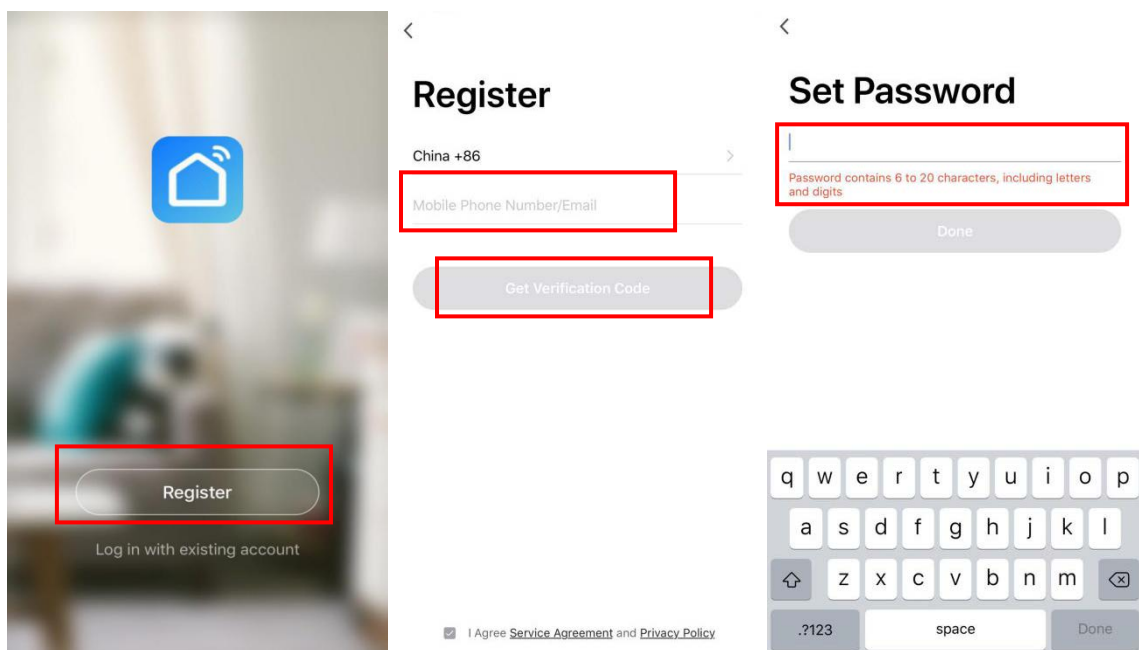 Register
Log in with existing account
Register
China +86
Mobile Phone Number/Email
Get Verification Code
I Agree Service Agreement and Privacy Policy
Set Password
Password contains 6 to 20 characters, including letters
and digits
Done
q w e r t y u i o p
a s d f g h j k l
z x c v b n m
.?123 space Done